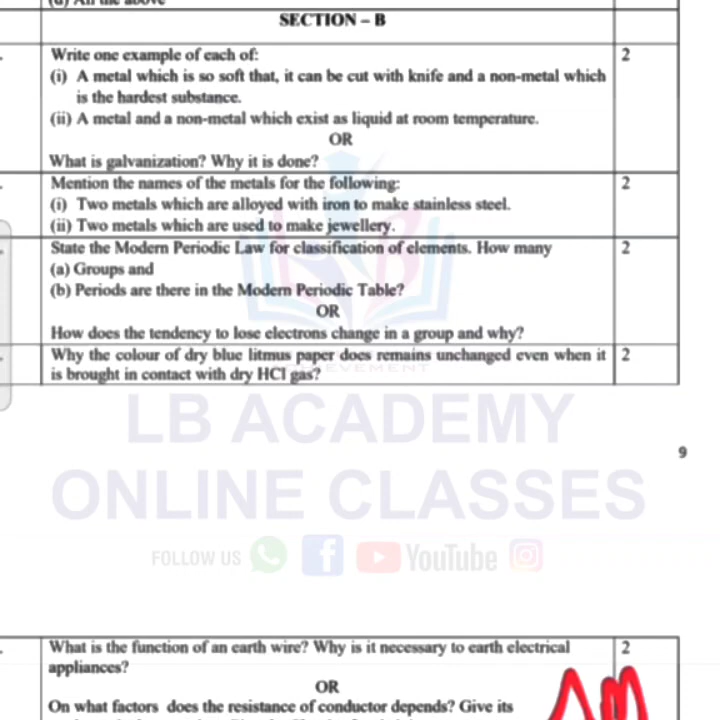 (d) All the above
SECTION – B
Write one example of each of: 2
(i) A metal which is so soft that, it can be cut with knife and a non-metal which
is the hardest substance.
(ii) A metal and a non-metal which exist as liquid at room temperature.
OR
What is galvanization? Why it is done?
Mention the names of the metals for the following: 2
(i) Two metals which are alloyed with iron to make stainless steel.
(ii) Two metals which are used to make jewellery.
State the Modern Periodic Law for classification of elements. How many 2
(a) Groups and
(b) Periods are there in the Modern Periodic Table?
OR
How does the tendency to lose electrons change in a group and why?
Why the colour of dry blue litmus paper does remains unchanged even when it 2
is brought in contact with dry HCl gas?
LB ACADEMY
9
ONLINE CLASSES
FOLLOW US YouTube
What is the function of an earth wire? Why is it necessary to earth electrical 2
appliances?
OR
On what factors does the resistance of conductor depends? Give its